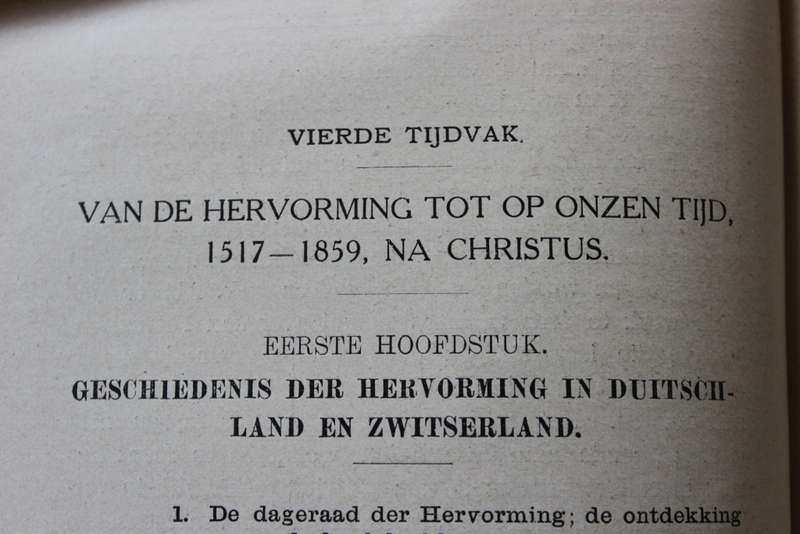 VIERDE TIJDVAK.
VAN DE HERVORMING TOT OP ONZEN TIJD,
1517—1859, NA CHRISTUS.
EERSTE HOOFDSTUK.
GESCHIEDENIS DER HERVORMING IN DUITSCH-
LAND EN ZWITSERLAND.
1. De dageraad der Hervorming; de ontdekking